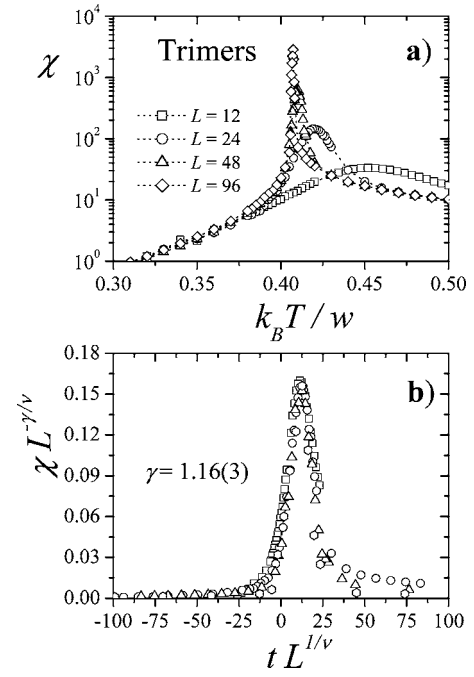 10^4
10^3
10^2
10^1
10^0
χ
Trimers
a)
L = 12
L = 24
L = 48
L = 96
0.30 0.35 0.40 0.45 0.50
k_B T / w
0.18
0.15
0.12
0.09
0.06
0.03
0.00
χ L^{-γ/ν}
b)
γ = 1.16(3)
-100 -75 -50 -25 0 25 50 75 100
t L^{1/ν}